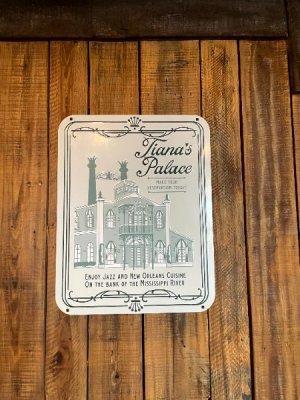 Tiana's
Palace
MAKE YOUR
RESERVATION TODAY!
ENJOY JAZZ AND NEW ORLEANS CUISINE
ON THE BANK OF THE MISSISSIPPI RIVER